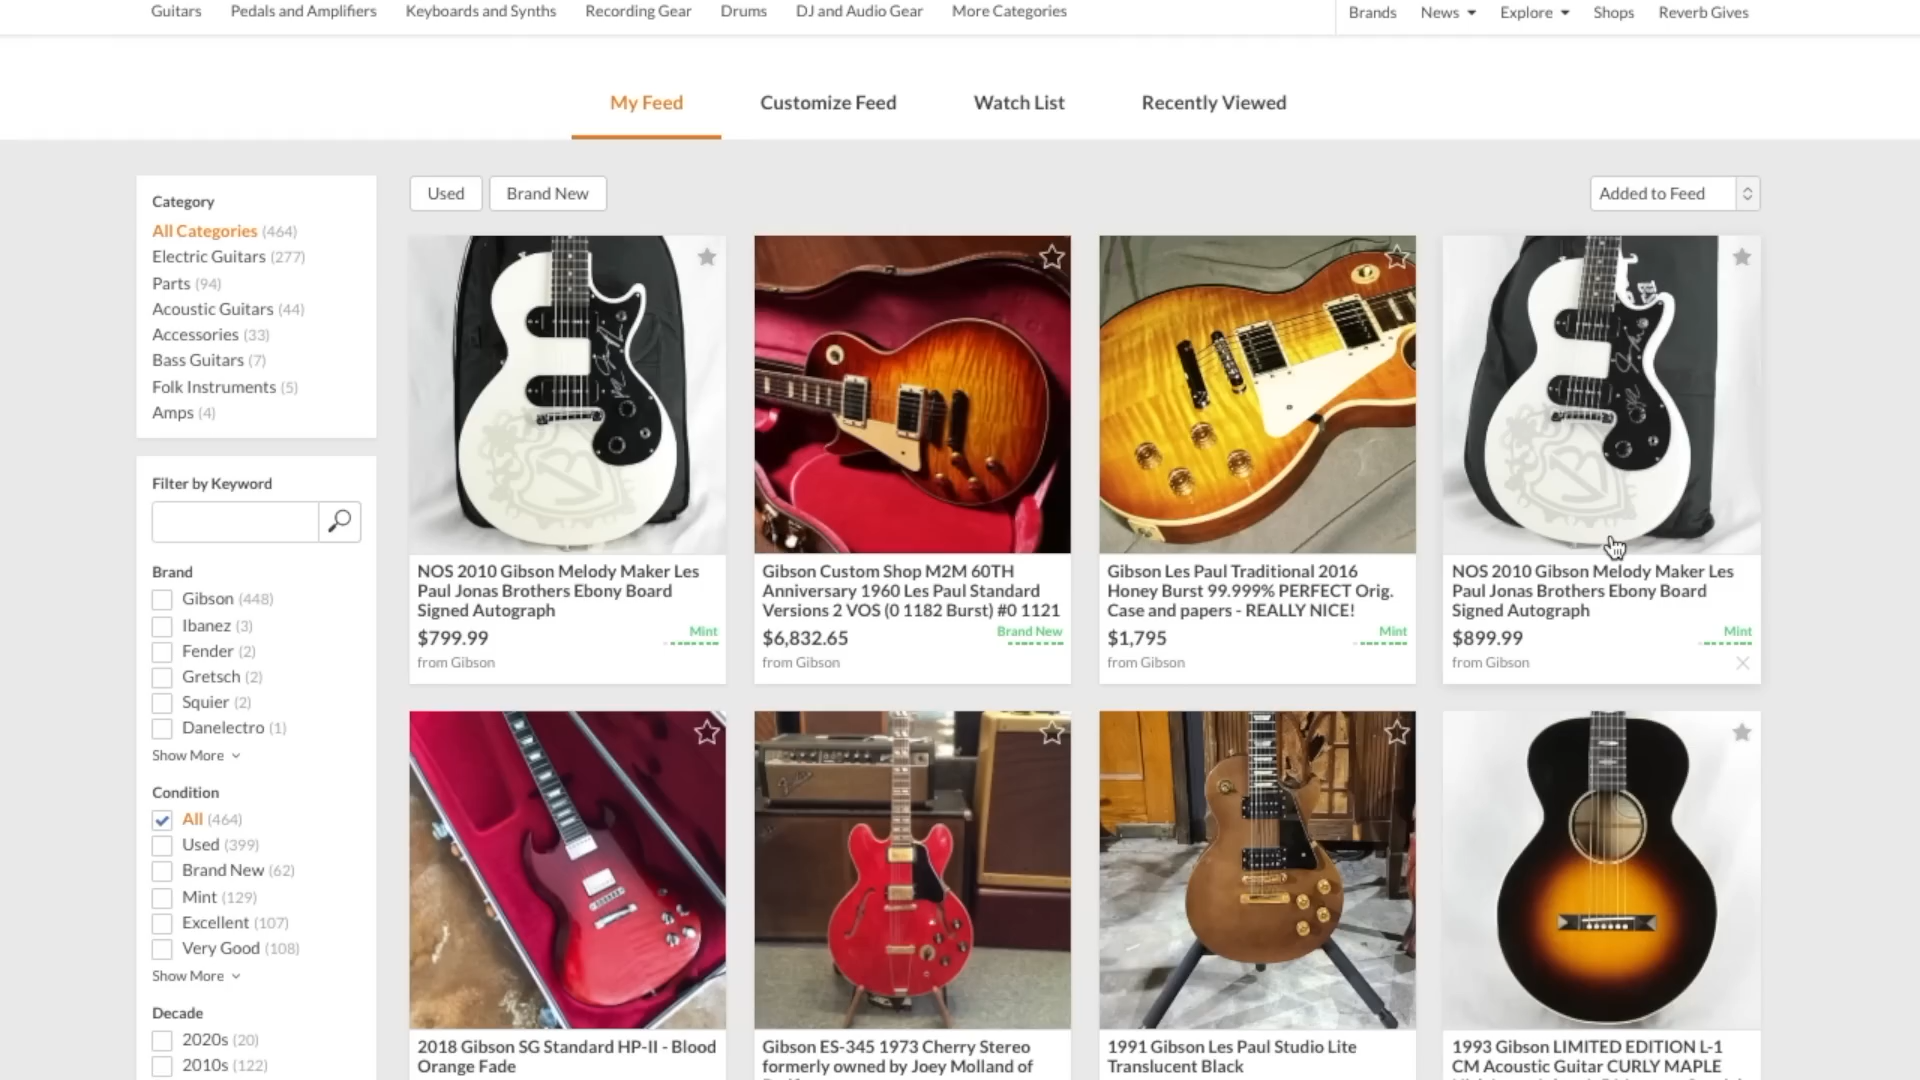 Guitars Pedals and Amplifiers Keyboards and Synths Recording Gear Drums DJ and Audio Gear More Categories Brands News Explore Shops Reverb Gives
My Feed Customize Feed Watch List Recently Viewed
Category
All Categories (464)
Electric Guitars (277)
Parts (94)
Acoustic Guitars (44)
Accessories (33)
Bass Guitars (7)
Folk Instruments (5)
Amps (4)
Filter by Keyword
Brand
Gibson (448)
Ibanez (3)
Fender (2)
Gretsch (2)
Squier (2)
Danelectro (1)
Show More
Condition
All (464)
Used (399)
Brand New (62)
Mint (129)
Excellent (107)
Very Good (108)
Show More
Decade
2020s (20)
2010s (122)
Used Brand New Added to Feed
NOS 2010 Gibson Melody Maker Les
Paul Jonas Brothers Ebony Board
Signed Autograph
$799.99 Mint
from Gibson
Gibson Custom Shop M2M 60TH
Anniversary 1960 Les Paul Standard
Versions 2 VOS (0 1182 Burst) #0 1121
$6,832.65 Brand New
from Gibson
Gibson Les Paul Traditional 2016
Honey Burst 99.999% PERFECT Orig.
Case and papers - REALLY NICE!
$1,795 Mint
from Gibson
NOS 2010 Gibson Melody Maker Les
Paul Jonas Brothers Ebony Board
Signed Autograph
$899.99 Mint
from Gibson
2018 Gibson SG Standard HP-II - Blood
Orange Fade
Gibson ES-345 1973 Cherry Stereo
formerly owned by Joey Molland of
1991 Gibson Les Paul Studio Lite
Translucent Black
1993 Gibson LIMITED EDITION L-1
CM Acoustic Guitar CURLY MAPLE